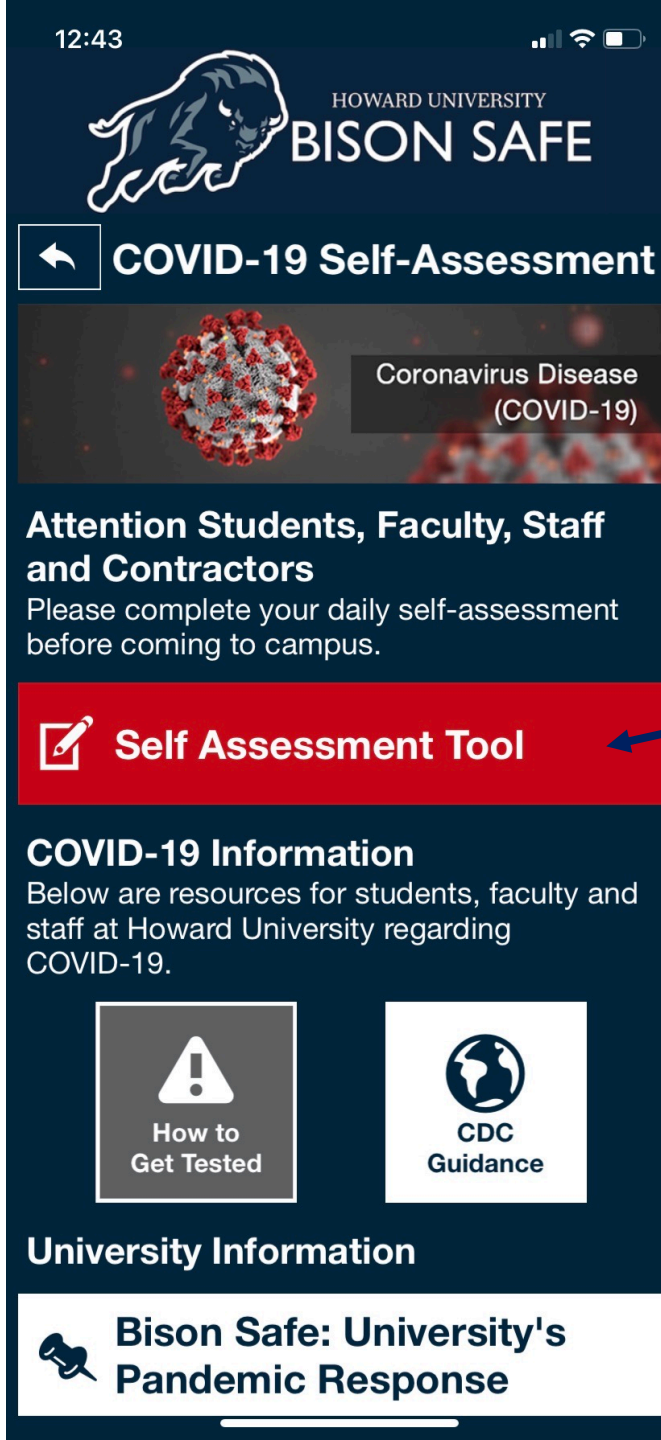 12:43
HOWARD UNIVERSITY
BISON SAFE
COVID-19 Self-Assessment
Coronavirus Disease
(COVID-19)
Attention Students, Faculty, Staff
and Contractors
Please complete your daily self-assessment
before coming to campus.
Self Assessment Tool
COVID-19 Information
Below are resources for students, faculty and
staff at Howard University regarding
COVID-19.
How to
Get Tested
CDC
Guidance
University Information
Bison Safe: University's
Pandemic Response